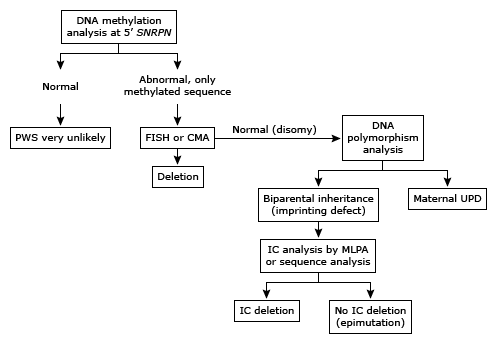 DNA methylation
analysis at 5′ SNRPN
Normal
Abnormal, only
methylated sequence
PWS very unlikely
FISH or CMA
Normal (disomy)
DNA
polymorphism
analysis
Deletion
Biparental inheritance
(imprinting defect)
Maternal UPD
IC analysis by MLPA
or sequence analysis
IC deletion
No IC deletion
(epimutation)